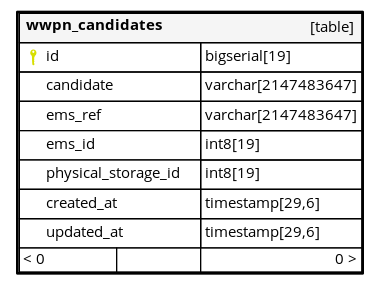 wwpn_candidates [table]
id bigserial[19]
candidate varchar[2147483647]
ems_ref varchar[2147483647]
ems_id int8[19]
physical_storage_id int8[19]
created_at timestamp[29,6]
updated_at timestamp[29,6]
< 0 0 >